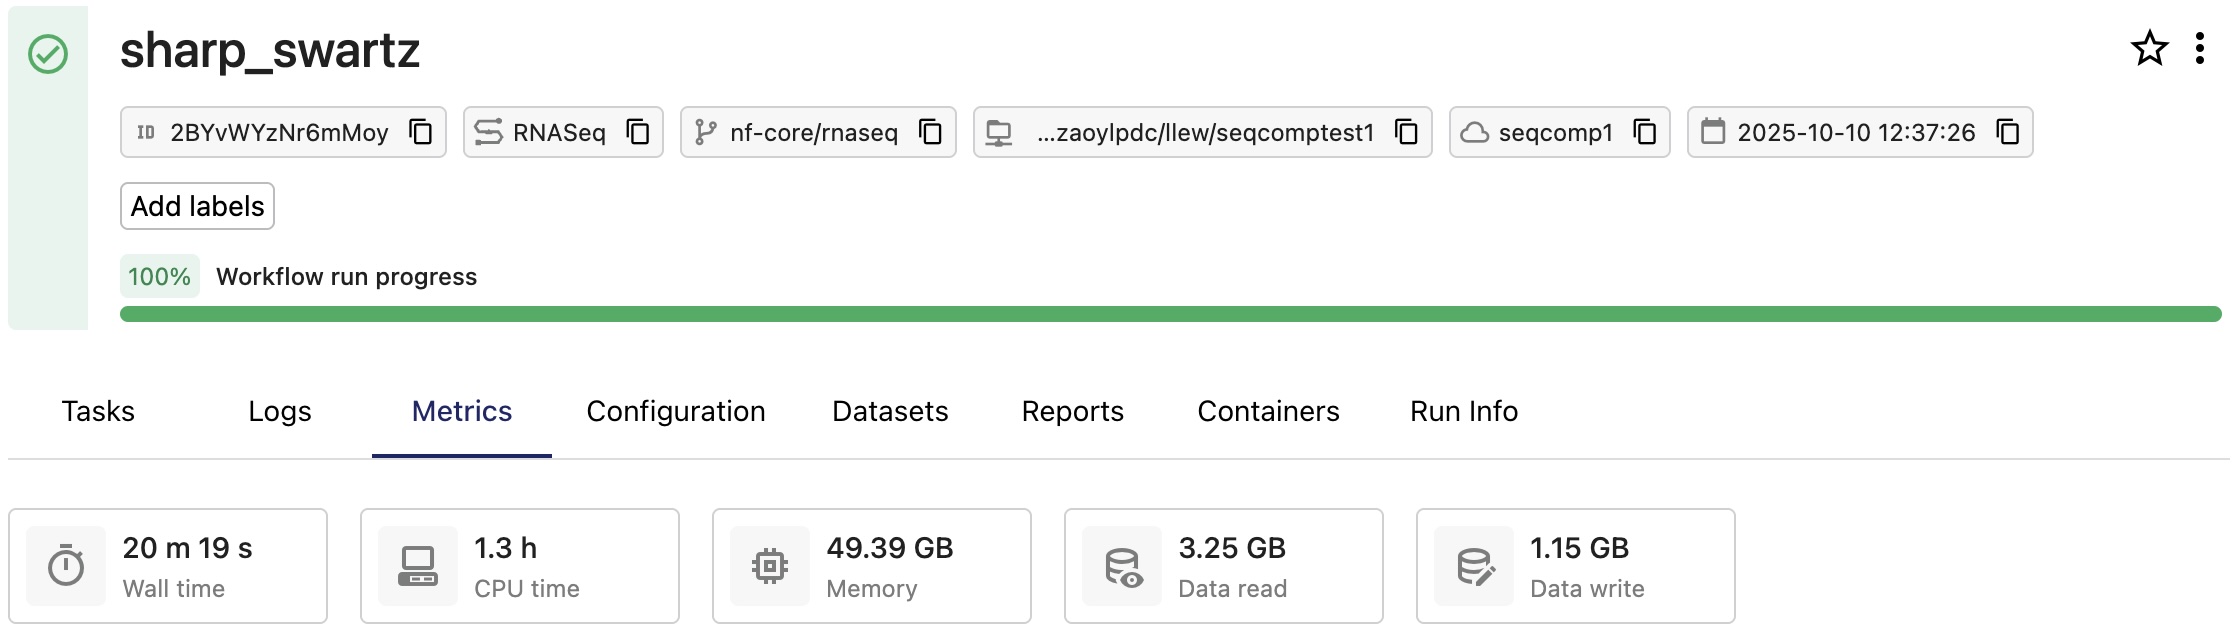 sharp_swartz
ID 2BYvWYzNr6mMoy RNASeq nf-core/rnaseq ...zaoylpdc/llew/seqcomptest1 seqcomp1 2025-10-10 12:37:26
Add labels
100% Workflow run progress
Tasks Logs Metrics Configuration Datasets Reports Containers Run Info
20 m 19 s 1.3 h 49.39 GB 3.25 GB 1.15 GB
Wall time CPU time Memory Data read Data write